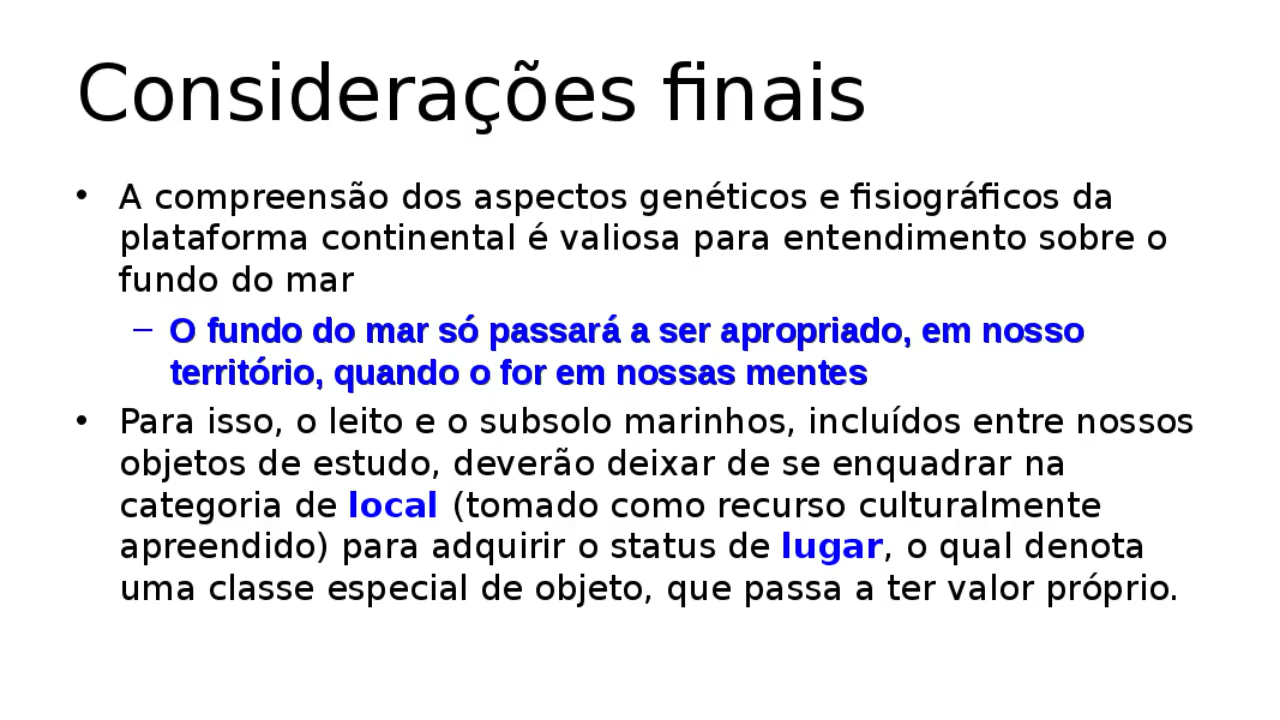 Considerações finais
• A compreensão dos aspectos genéticos e fisiográficos da
plataforma continental é valiosa para entendimento sobre o
fundo do mar
– O fundo do mar só passará a ser apropriado, em nosso
território, quando o for em nossas mentes
• Para isso, o leito e o subsolo marinhos, incluídos entre nossos
objetos de estudo, deverão deixar de se enquadrar na
categoria de local (tomado como recurso culturalmente
apreendido) para adquirir o status de lugar, o qual denota
uma classe especial de objeto, que passa a ter valor próprio.